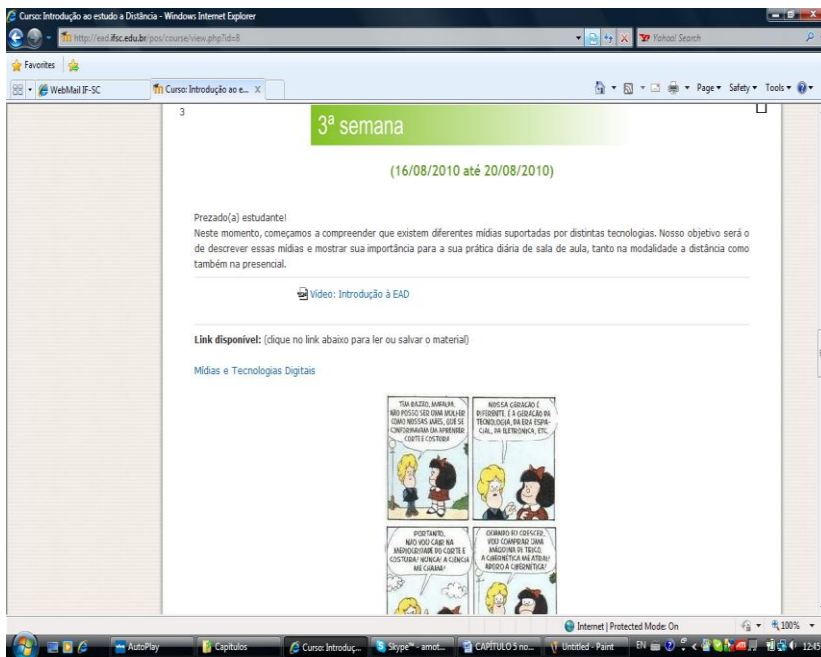 Curso: Introdução ao estudo a Distância - Windows Internet Explorer
http://ead.ifsc.edu.br/pos/course/view.php?id=8
Yahoo! Search
Favorites
WebMail IF-SC
Curso: Introdução ao e... X
Page Safety Tools
3
3ª semana
(16/08/2010 até 20/08/2010)
Prezado(a) estudante!
Neste momento, começamos a compreender que existem diferentes mídias suportadas por distintas tecnologias. Nosso objetivo será o
de descrever essas mídias e mostrar sua importância para a sua prática diária de sala de aula, tanto na modalidade a distância como
também na presencial.
Vídeo: Introdução à EAD
Link disponível: (clique no link abaixo para ler ou salvar o material)
Mídias e Tecnologias Digitais
TEM RAZÃO, MAFALDA.
NÃO POSSO SER UMA MULHER
COMO NOSSAS MÃES, QUE SE
CONFORMAVAM EM APRENDER
CORTE E COSTURA
NOSSA GERAÇÃO É
DIFERENTE. É A GERAÇÃO DA
TECNOLOGIA, DA ERA ESPA-
CIAL, DA ELETRÔNICA, ETC.
PORTANTO,
NÃO VOU CAIR NA
MEDIOCRIDADE DO CORTE E
COSTURA! NUNCA! A CIÊNCIA
ME CHAMA!
QUANDO EU CRESCER,
VOU COMPRAR UMA
MÁQUINA DE TRICÔ.
A CIBERNÉTICA ME ATRAI!
ADORO A CIBERNÉTICA!
Internet | Protected Mode: On
100%
AutoPlay
Capitulos
Curso: Introduç...
Skype™ - amot...
CAPÍTULO 5 no...
Untitled - Paint
EN
1245